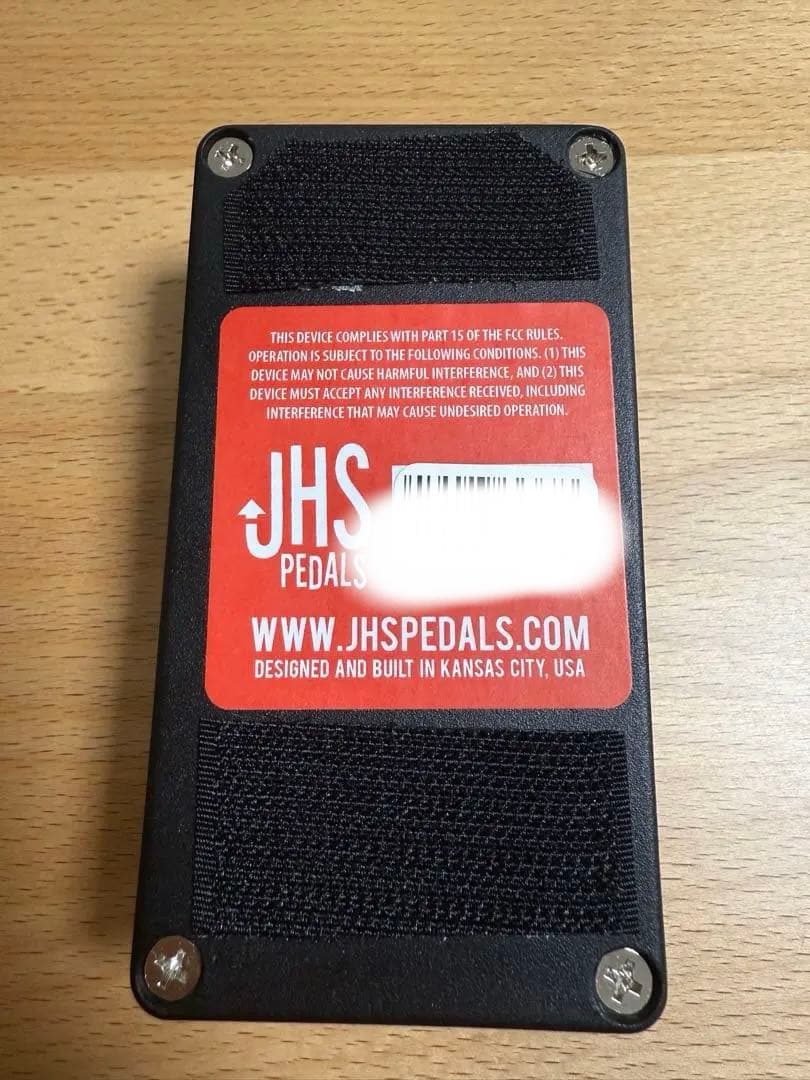 THIS DEVICE COMPLIES WITH PART 15 OF THE FCC RULES.
OPERATION IS SUBJECT TO THE FOLLOWING CONDITIONS. (1) THIS
DEVICE MAY NOT CAUSE HARMFUL INTERFERENCE, AND (2) THIS
DEVICE MUST ACCEPT ANY INTERFERENCE RECEIVED, INCLUDING
INTERFERENCE THAT MAY CAUSE UNDESIRED OPERATION.
JHS
PEDALS
WWW.JHSPEDALS.COM
DESIGNED AND BUILT IN KANSAS CITY, USA